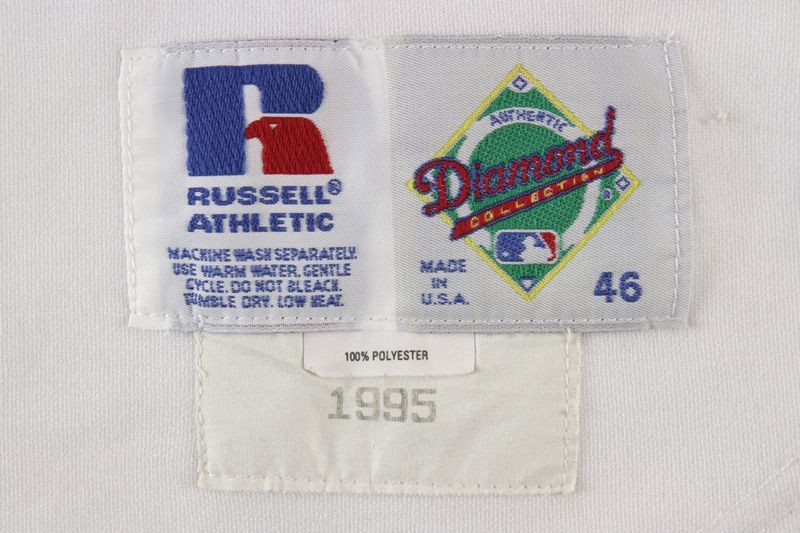 RUSSELL®
ATHLETIC
MACHINE WASH SEPARATELY.
USE WARM WATER. GENTLE
CYCLE. DO NOT BLEACH.
TUMBLE DRY. LOW HEAT.
AUTHENTIC
Diamond
COLLECTION
MADE
IN
U.S.A.
46
100% POLYESTER
1995